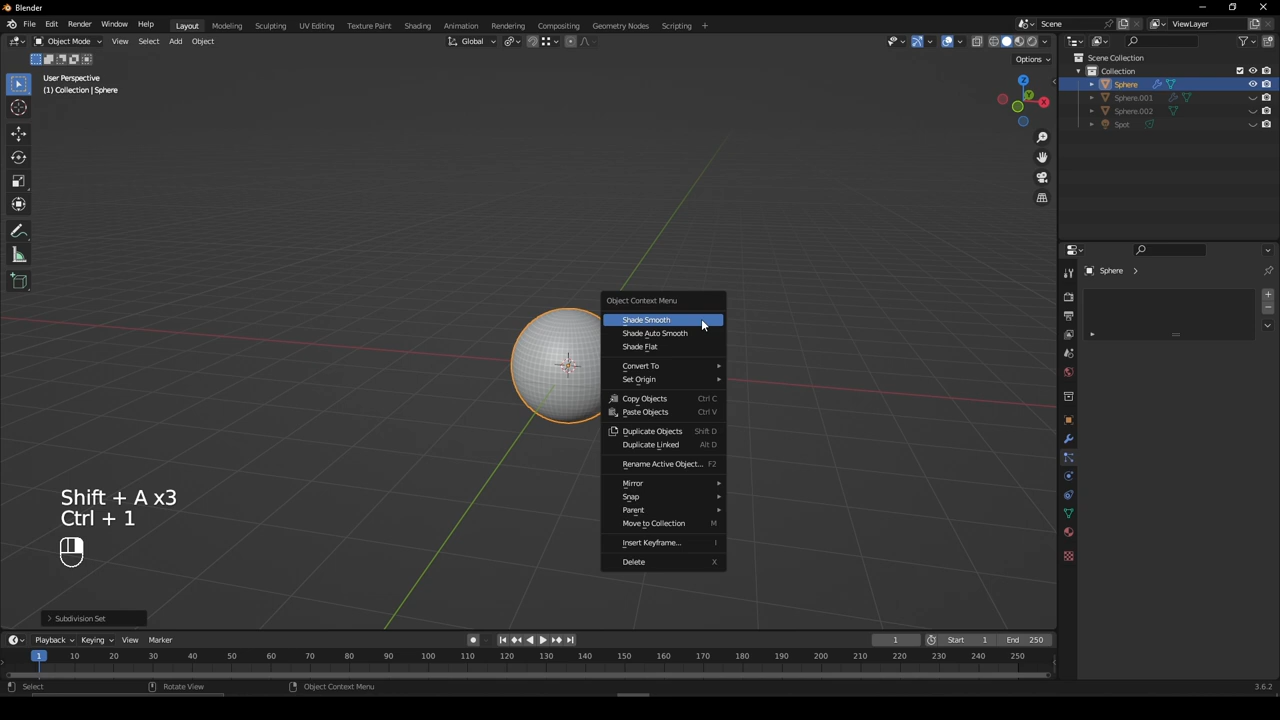 Blender
File Edit Render Window Help Layout Modeling Sculpting UV Editing Texture Paint Shading Animation Rendering Compositing Geometry Nodes Scripting + Scene ViewLayer
Object Mode View Select Add Object Global
Options
User Perspective
(1) Collection | Sphere
Z
Y
X
Scene Collection
Collection
Sphere
Sphere.001
Sphere.002
Spot
Sphere
Object Context Menu
Shade Smooth
Shade Auto Smooth
Shade Flat
Convert To
Set Origin
Copy Objects Ctrl C
Paste Objects Ctrl V
Duplicate Objects Shift D
Duplicate Linked Alt D
Rename Active Object... F2
Mirror
Snap
Parent
Move to Collection M
Insert Keyframe... I
Delete X
Shift + A x3
Ctrl + 1
Subdivision Set
Playback Keying View Marker 1 Start 1 End 250
1 10 20 30 40 50 60 70 80 90 100 110 120 130 140 150 160 170 180 190 200 210 220 230 240 250
Select Rotate View Object Context Menu 3.6.2